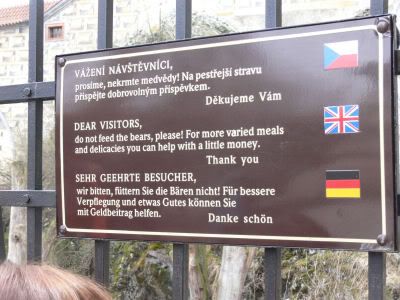 VÁŽENÍ NÁVŠTĚVNÍCI,
prosíme, nekrmte medvědy! Na pestřejší stravu
přispějte dobrovolným příspěvkem.
Děkujeme Vám
DEAR VISITORS,
do not feed the bears, please! For more varied meals
and delicacies you can help with a little money.
Thank you
SEHR GEEHRTE BESUCHER,
wir bitten, füttern Sie die Bären nicht! Für bessere
Verpflegung und etwas Gutes können Sie
mit Geldbeitrag helfen.
Danke schön